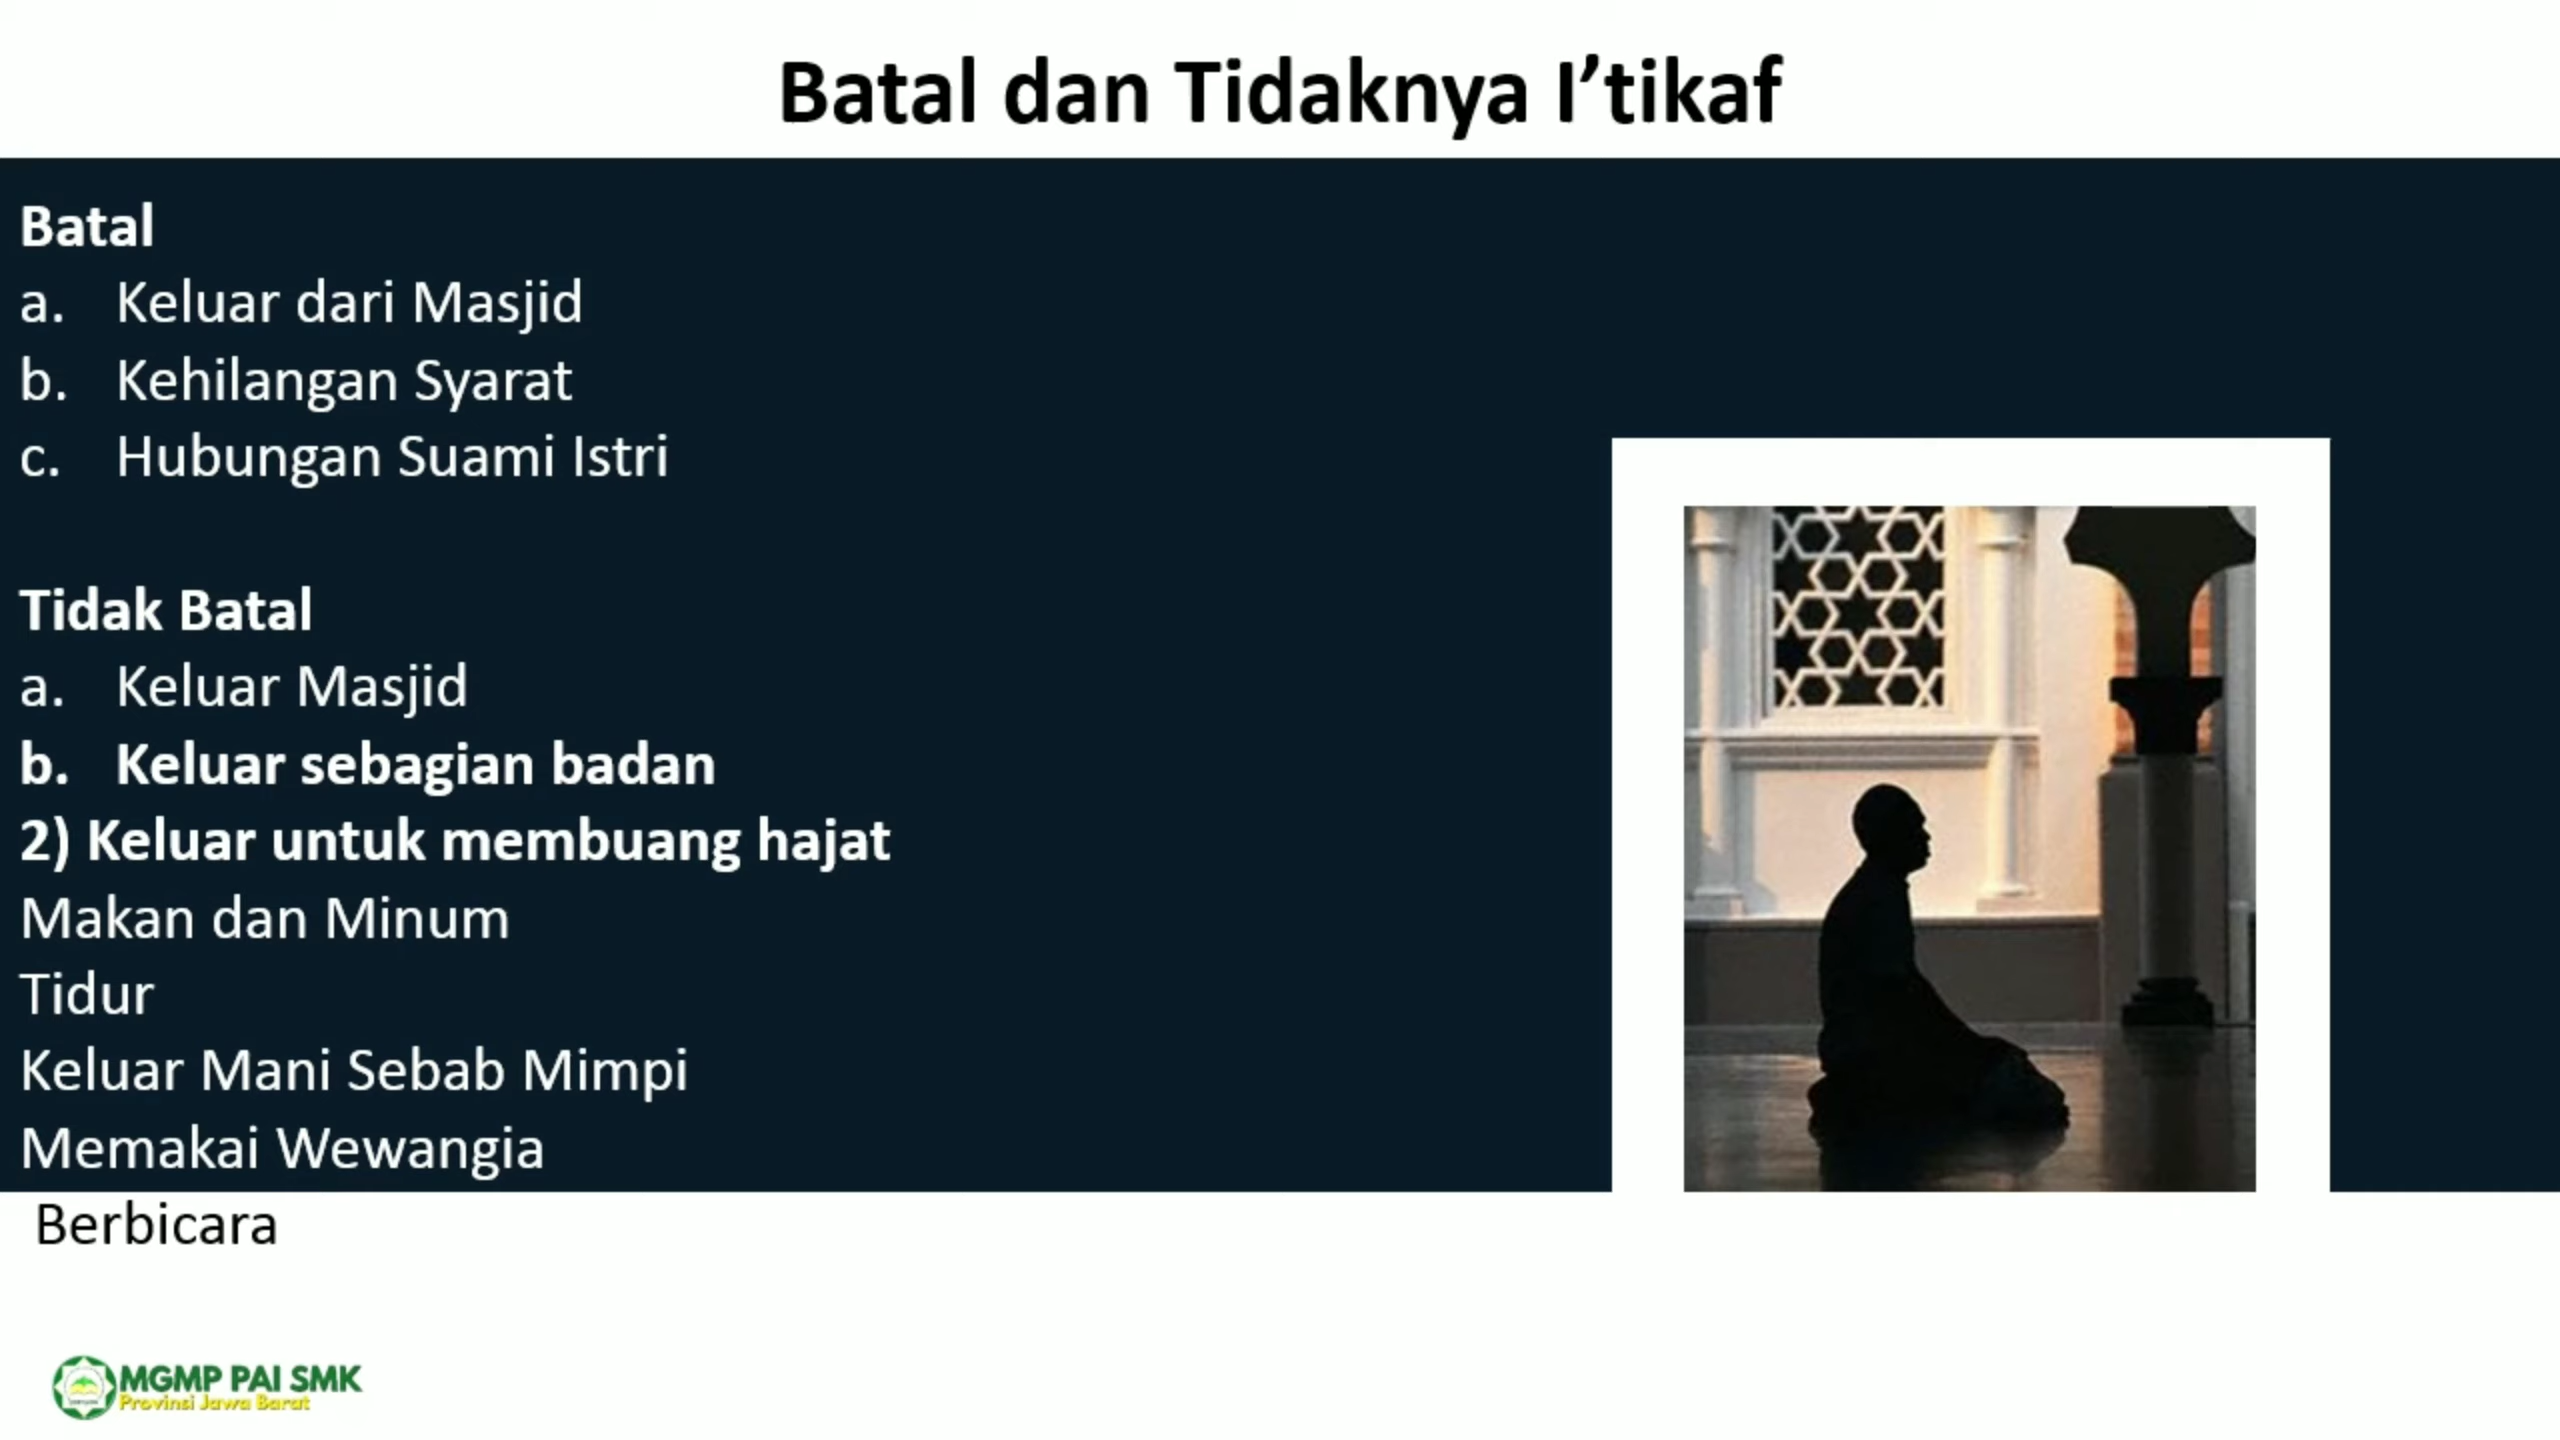 Batal dan Tidaknya I’tikaf
Batal
a. Keluar dari Masjid
b. Kehilangan Syarat
c. Hubungan Suami Istri
Tidak Batal
a. Keluar Masjid
b. Keluar sebagian badan
2) Keluar untuk membuang hajat
Makan dan Minum
Tidur
Keluar Mani Sebab Mimpi
Memakai Wewangia
Berbicara
MGMP PAI SMK
Provinsi Jawa Barat